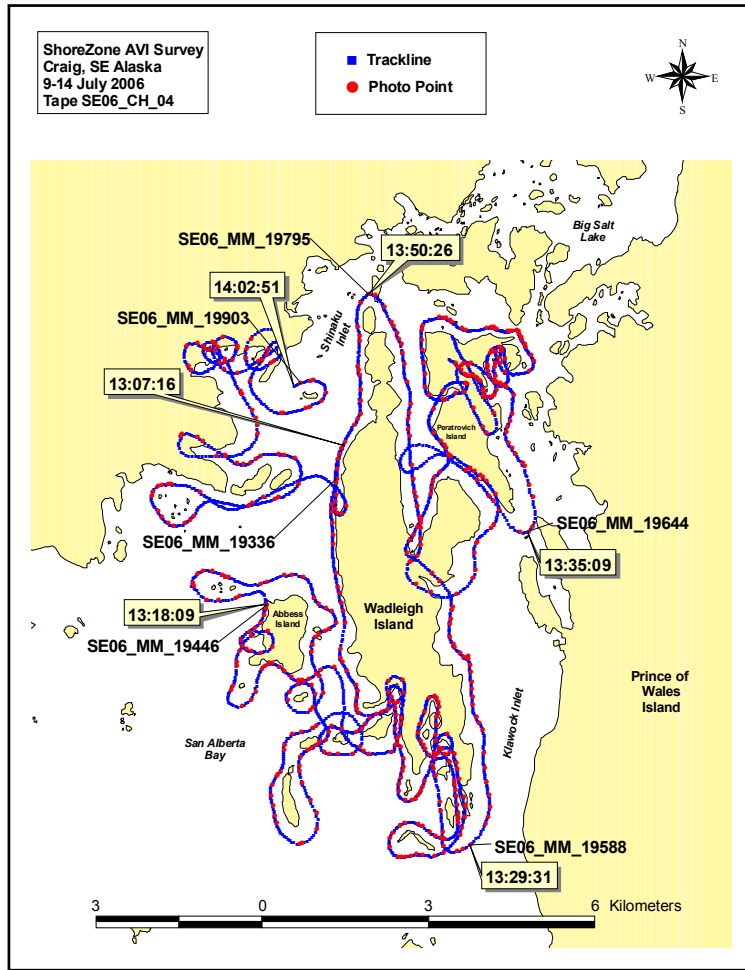 ShoreZone AVI Survey
Craig, SE Alaska
9-14 July 2006
Tape SE06_CH_04
Trackline
Photo Point
N
W E
S
Big Salt
Lake
SE06_MM_19795
13:50:26
14:02:51
SE06_MM_19903
Shinaku
Inlet
13:07:16
Peratrovich
Island
SE06_MM_19336
SE06_MM_19644
13:35:09
13:18:09
Abbess
Island
Wadleigh
Island
SE06_MM_19446
Prince of
Wales
Island
San Alberta
Bay
Klawock Inlet
SE06_MM_19588
13:29:31
3 0 3 6 Kilometers